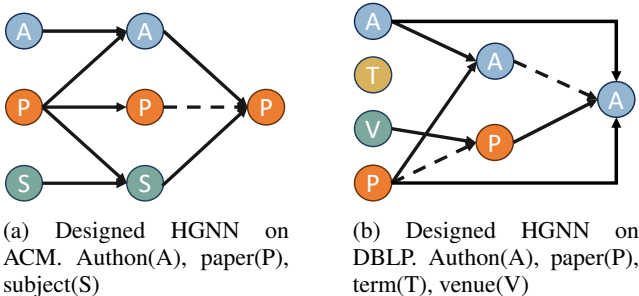 A
A
P
P
P
S
S
A
T
A
A
V
P
P
(a) Designed HGNN on
ACM. Authon(A), paper(P),
subject(S)
(b) Designed HGNN on
DBLP. Authon(A), paper(P),
term(T), venue(V)